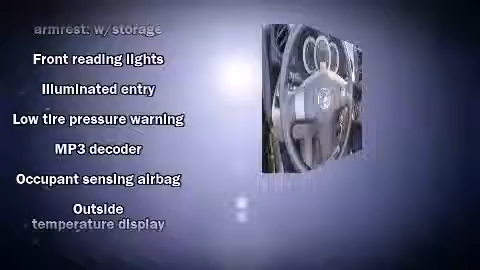 armrest: w/storage
Front reading lights
Illuminated entry
Low tire pressure warning
MP3 decoder
Occupant sensing airbag
Outside
temperature display